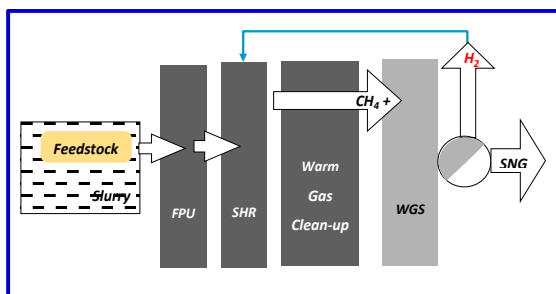 H2
CH4 +
Feedstock
SNG
Slurry
Warm
Gas
Clean-up
FPU
SHR
WGS